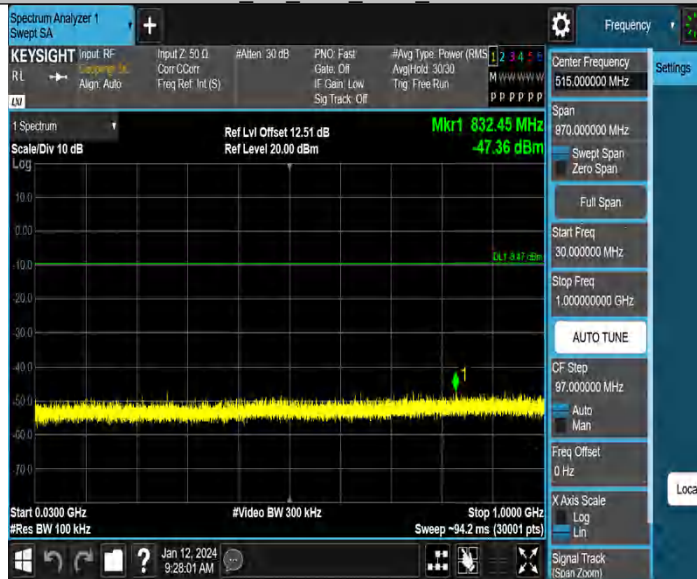 Spectrum Analyzer 1
Swept SA
+
Frequency
KEYSIGHT
RL
Input: RF
Coupling: DC
Align: Auto
Input Z: 50 Ω
Corr CCorr
Freq Ref: Int (S)
#Atten: 30 dB
PNO: Fast
Gate: Off
IF Gain: Low
Sig Track: Off
#Avg Type: Power (RMS
Avg|Hold: 30/30
Trig: Free Run
1 2 3 4 5 6
M W W W W W
P P P P P P
LXI
1 Spectrum
Scale/Div 10 dB
Log
Ref Lvl Offset 12.51 dB
Ref Level 20.00 dBm
Mkr1 832.45 MHz
-47.36 dBm
10.0
0.00
-10.0
-20.0
-30.0
-40.0
-50.0
-60.0
-70.0
DL1 -9.47 dBm
1
Start 0.0300 GHz
#Res BW 100 kHz
#Video BW 300 kHz
Stop 1.0000 GHz
Sweep ~94.2 ms (30001 pts)
?
Jan 12, 2024
9:28:01 AM
Center Frequency
515.000000 MHz
Settings
Span
970.000000 MHz
Swept Span
Zero Span
Full Span
Start Freq
30.000000 MHz
Stop Freq
1.000000000 GHz
AUTO TUNE
CF Step
97.000000 MHz
Auto
Man
Freq Offset
0 Hz
X Axis Scale
Log
Lin
Loca
Signal Track
(Span Zoom)